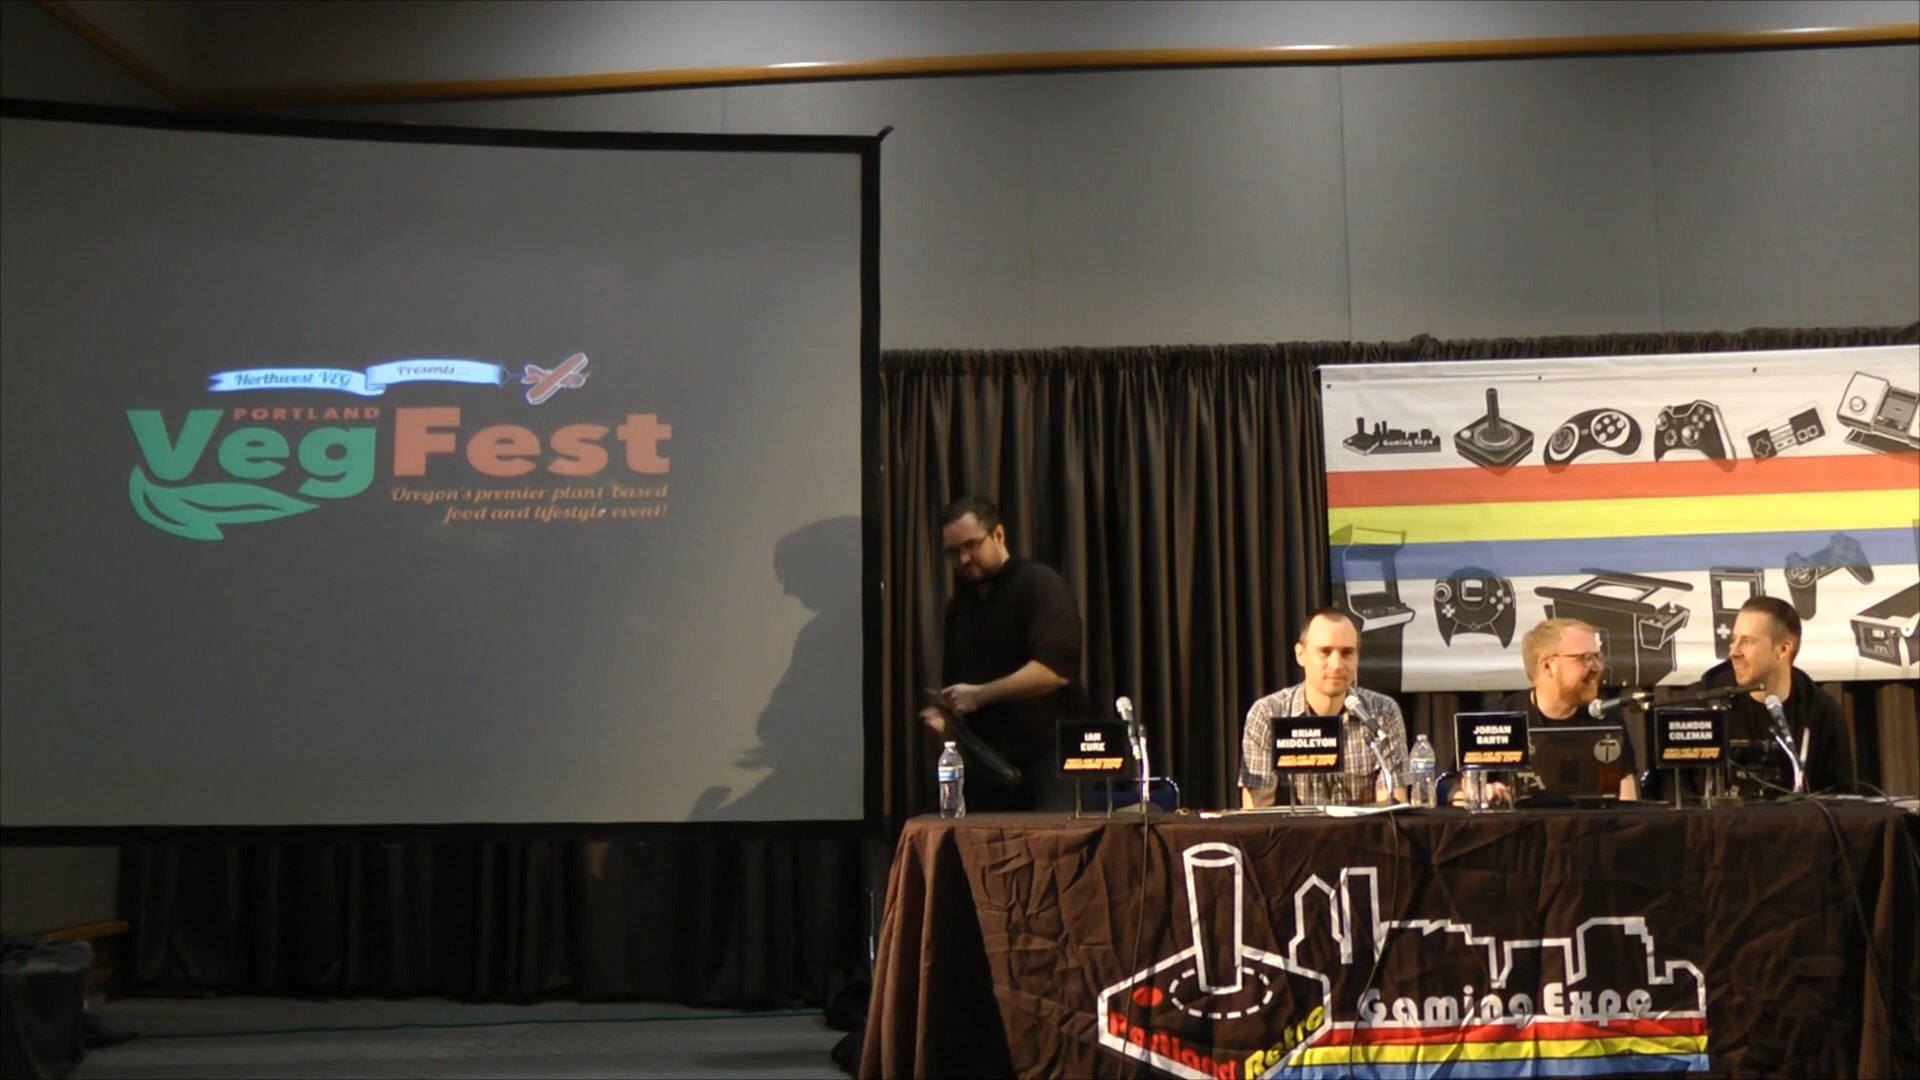 Northwest VEG Presents...
PORTLAND
VegFest
Oregon's premier plant-based
food and lifestyle event!
Gaming Expo
IAN
EURE
BRIAN
MIDDLETON
JORDAN
BARTH
BRANDON
COLEMAN
Portland Retro
Gaming Expo